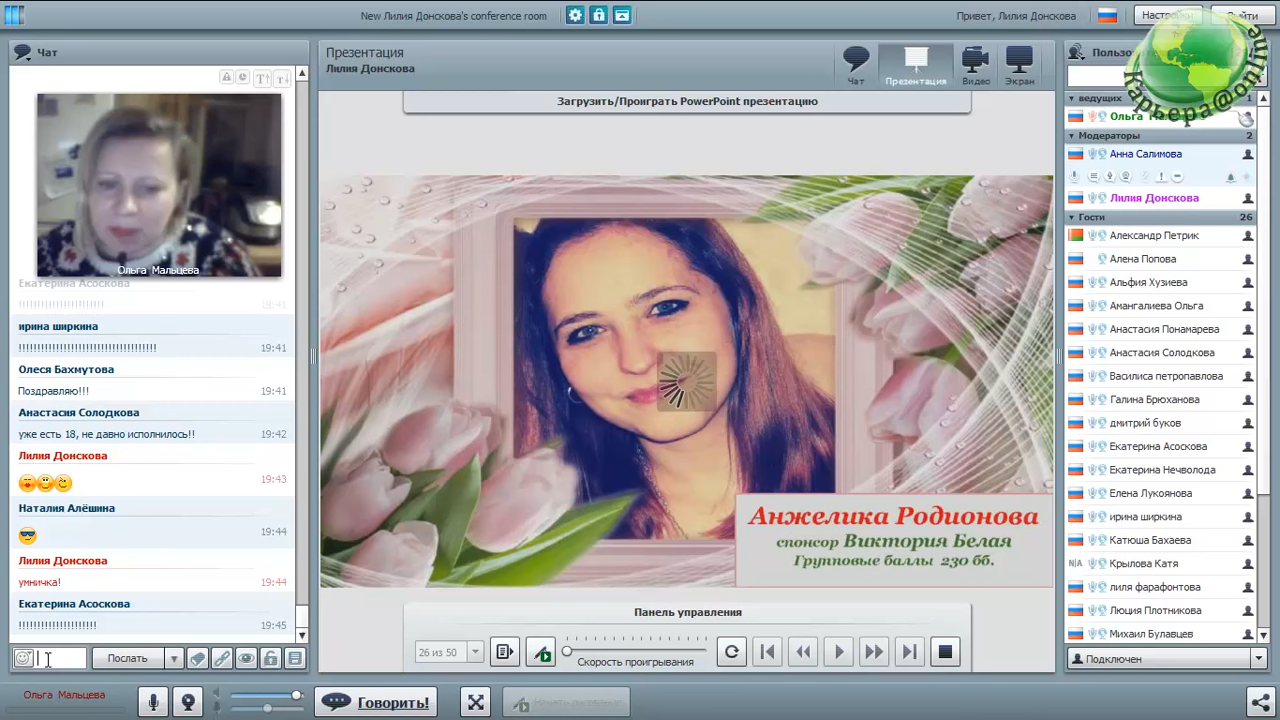 New Лилия Донскова's conference room
Привет, Лилия Донскова
Настройки
Выйти
карьера@online
Чат
Ольга Мальцева
Екатерина Асоскова
!!!!!!!!!!!!!!!!!!!!! 19:41
ирина ширкина
!!!!!!!!!!!!!!!!!!!!!!!!!!!!!!!!!! 19:41
Олеся Бахмутова
Поздравляю!!! 19:41
Анастасия Солодкова
уже есть 18, не давно исполнилось!! 19:42
Лилия Донскова
19:43
Наталия Алёшина
19:44
Лилия Донскова
умничка! 19:44
Екатерина Асоскова
!!!!!!!!!!!!!!!!!!!! 19:45
Послать
Презентация
Лилия Донскова
Чат
Презентация
Видео
Экран
Загрузить/Проиграть PowerPoint презентацию
Анжелика Родионова
спонсор Виктория Белая
Групповые баллы 230 бб.
Панель управления
26 из 50
Скорость проигрывания
ведущих 1
Ольга
Модераторы 2
Анна Салимова
Лилия Донскова
Гости 26
Александр Петрик
Алена Попова
Альфия Хузиева
Амангалиева Ольга
Анастасия Понамарева
Анастасия Солодкова
Василиса петропавлова
Галина Брюханова
дмитрий буков
Екатерина Асоскова
Екатерина Нечволода
Елена Лукоянова
ирина ширкина
Катюша Бахаева
N/A Крылова Катя
лиля фарафонтова
Люция Плотникова
Михаил Булавцев
Подключен
Ольга Мальцева
Говорить!